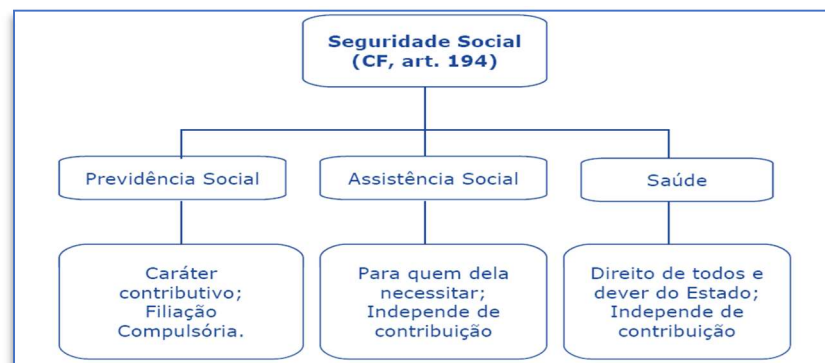 Seguridade Social
(CF, art. 194)
Previdência Social
Assistência Social
Saúde
Caráter
contributivo;
Filiação
Compulsória.
Para quem dela
necessitar;
Independe de
contribuição
Direito de todos e
dever do Estado;
Independe de
contribuição